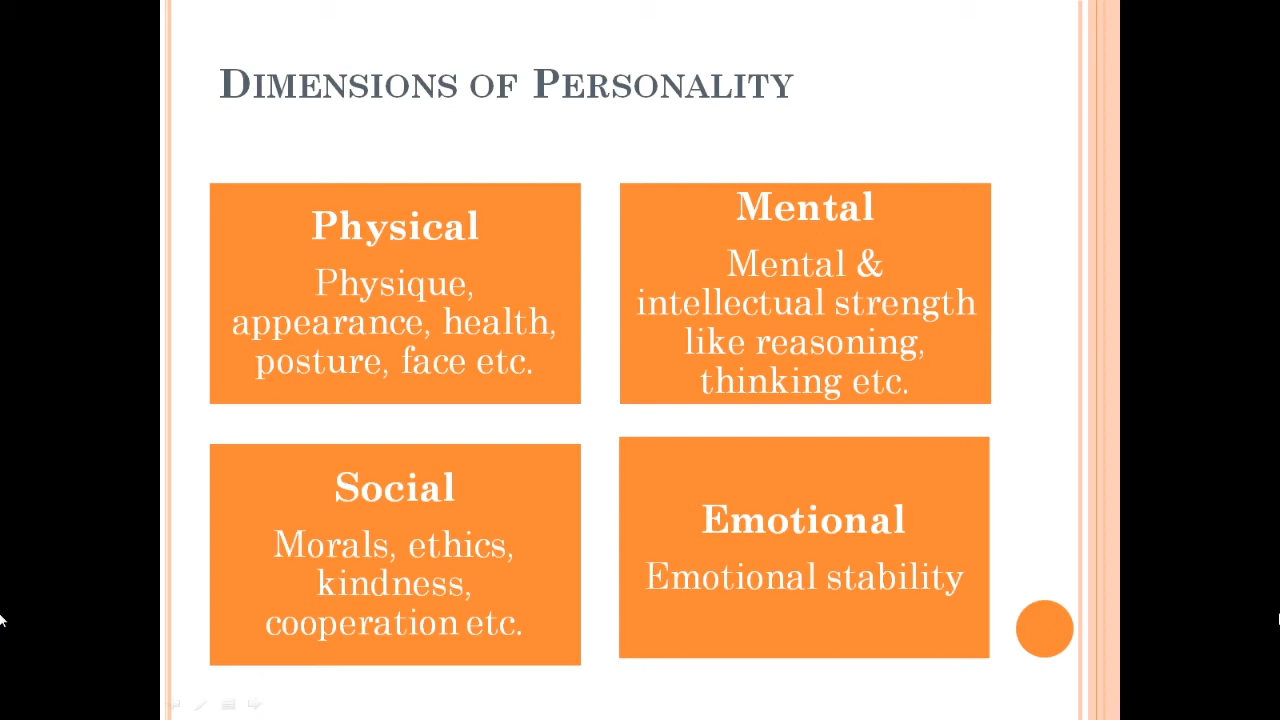 DIMENSIONS OF PERSONALITY
Physical
Physique,
appearance, health,
posture, face etc.
Mental
Mental &
intellectual strength
like reasoning,
thinking etc.
Social
Morals, ethics,
kindness,
cooperation etc.
Emotional
Emotional stability